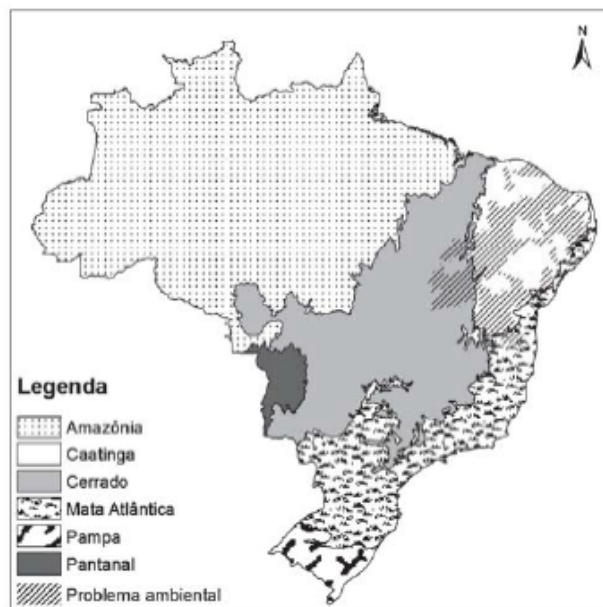 N
Legenda
Amazônia
Caatinga
Cerrado
Mata Atlântica
Pampa
Pantanal
Problema ambiental